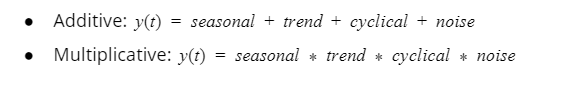 • Additive: y(t) = seasonal + trend + cyclical + noise
• Multiplicative: y(t) = seasonal * trend * cyclical * noise